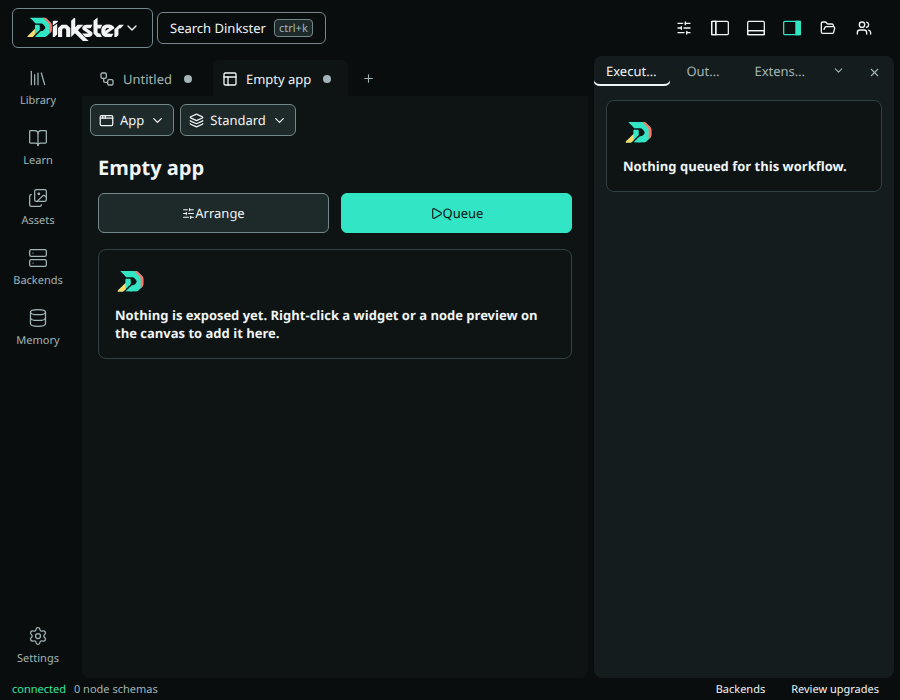 Dinkster
Search Dinkster ctrl+k
Library
Learn
Assets
Backends
Memory
Settings
Untitled
Empty app
App
Standard
Empty app
Arrange
Queue
Nothing is exposed yet. Right-click a widget or a node preview on
the canvas to add it here.
Execut...
Out...
Extens...
Nothing queued for this workflow.
connected
0 node schemas
Backends
Review upgrades